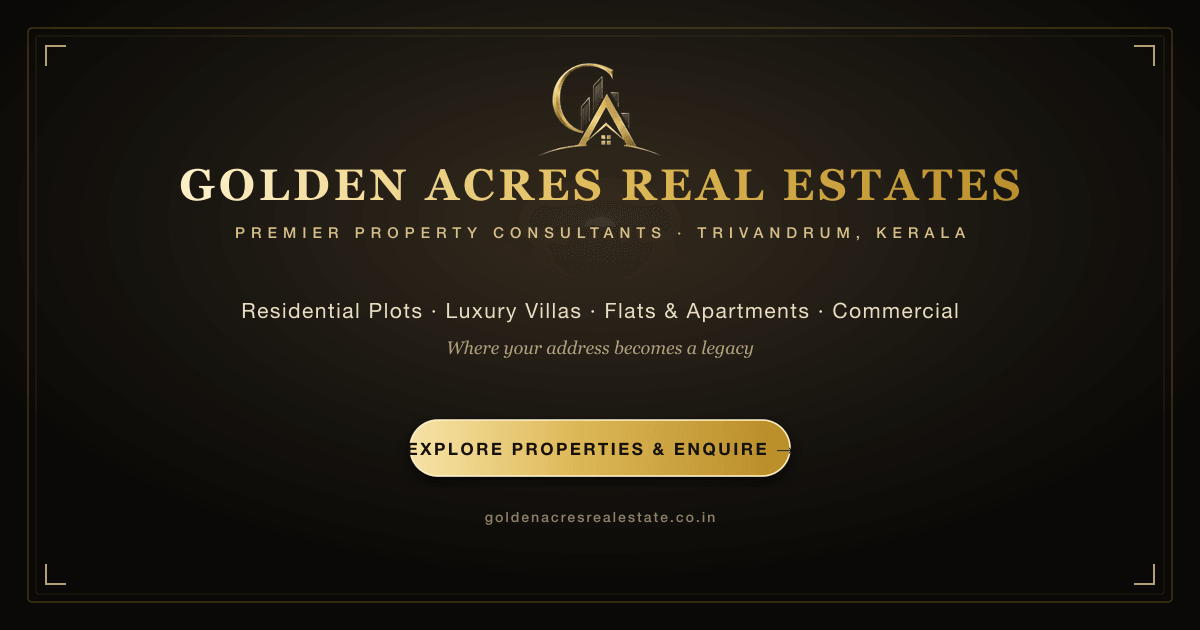 GOLDEN ACRES REAL ESTATES
PREMIER PROPERTY CONSULTANTS · TRIVANDRUM, KERALA
Residential Plots · Luxury Villas · Flats & Apartments · Commercial
Where your address becomes a legacy
EXPLORE PROPERTIES & ENQUIRE →
goldenacresrealestate.co.in